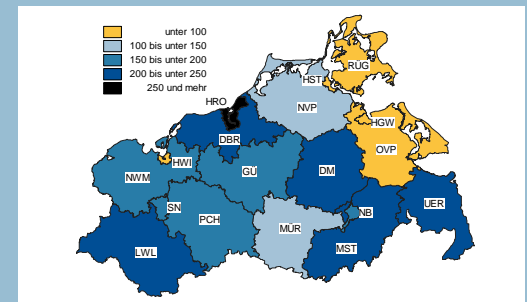 unter 100
100 bis unter 150
150 bis unter 200
200 bis unter 250
250 und mehr
RÜG
HST
HRO
NVP
HGW
DBR
OVP
HWI
GÜ
DM
NWM
UER
SN
NB
PCH
MÜR
MST
LWL